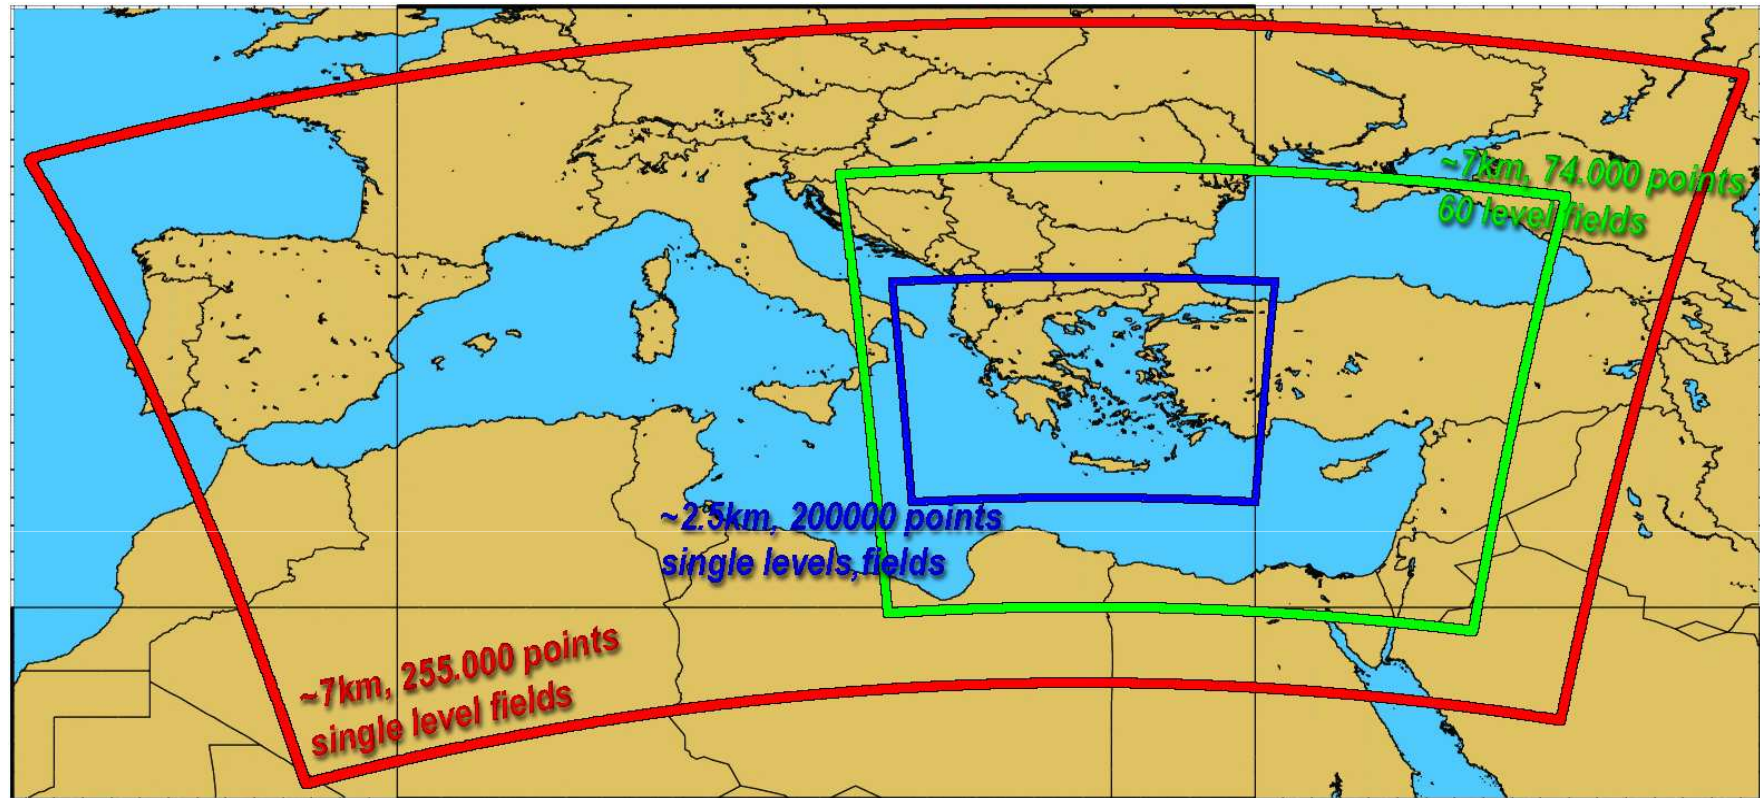 ~7km, 74.000 points
60 level fields
~2.5km, 200000 points
single levels,fields
~7km, 255.000 points
single level fields